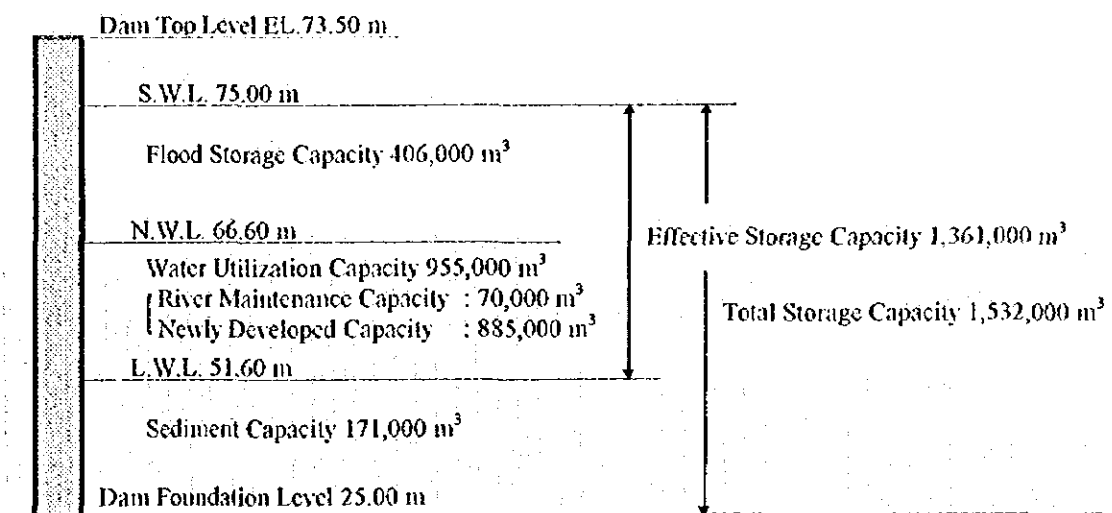 Dam Top Level EL.73.50 m
S.W.L. 75.00 m
Flood Storage Capacity 406,000 m³
N.W.L. 66.60 m
Effective Storage Capacity 1,361,000 m³
Water Utilization Capacity 955,000 m³
River Maintenance Capacity : 70,000 m³
Newly Developed Capacity : 885,000 m³
Total Storage Capacity 1,532,000 m³
L.W.L. 51.60 m
Sediment Capacity 171,000 m³
Dam Foundation Level 25.00 m